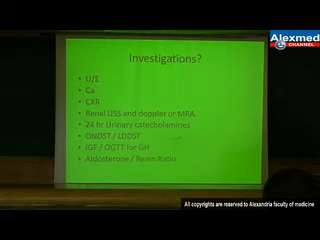 Alexmed
CHANNEL
Investigations?
• U/E
• Ca
• CXR
• Renal USS and doppler or MRA
• 24 hr Urinary catecholamines
• ONDST / LDDST
• IGF / OGTT for GH
• Aldosterone / Renin Ratio
All copyrights are reserved to Alexandria faculty of medicine